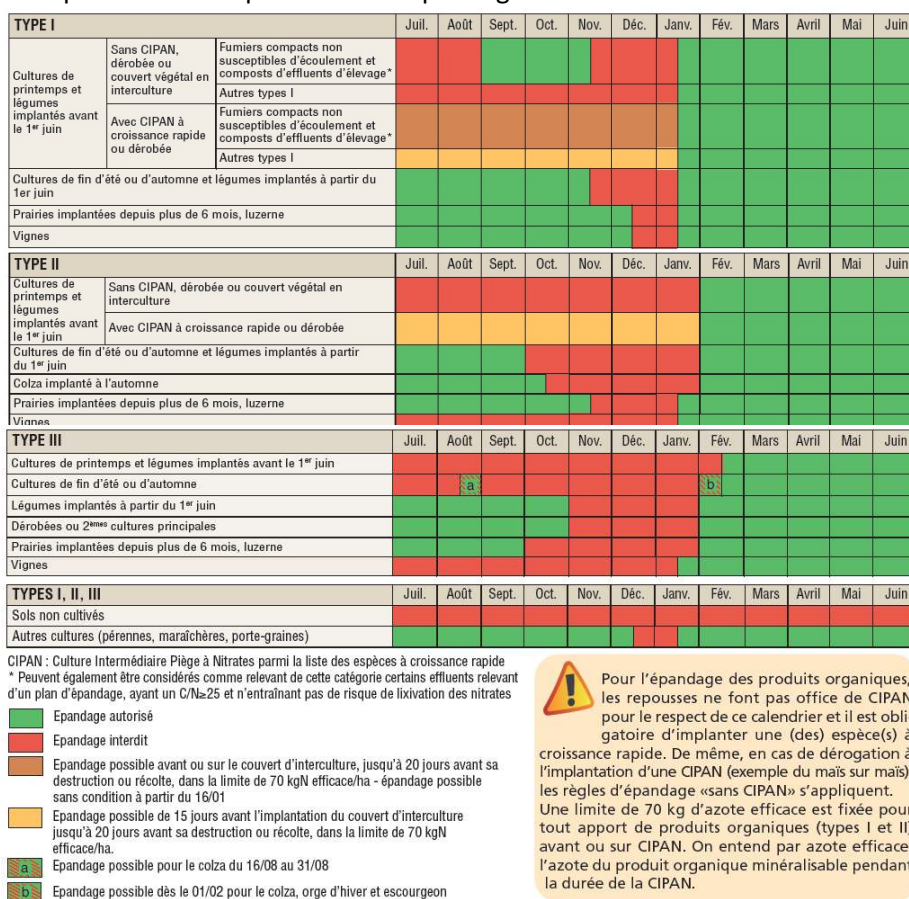 TYPE I Juil. Août Sept. Oct. Nov. Déc. Janv. Fév. Mars Avril Mai Juin
Cultures de
printemps et
légumes
implantés avant
le 1er juin
Sans CIPAN,
dérobée ou
couvert végétal en
interculture
Fumiers compacts non
susceptibles d'écoulement et
composts d'effluents d'élevage*
Autres types I
Avec CIPAN à
croissance rapide
ou dérobée
Fumiers compacts non
susceptibles d'écoulement et
composts d'effluents d'élevage*
Autres types I
Cultures de fin d'été ou d'automne et légumes implantés à partir du
1er juin
Prairies implantées depuis plus de 6 mois, luzerne
Vignes
TYPE II Juil. Août Sept. Oct. Nov. Déc. Janv. Fév. Mars Avril Mai Juin
Cultures de
printemps et
légumes
implantés avant
le 1er juin
Sans CIPAN, dérobée ou couvert végétal en
interculture
Avec CIPAN à croissance rapide ou dérobée
Cultures de fin d'été ou d'automne et légumes implantés à partir
du 1er juin
Colza implanté à l'automne
Prairies implantées depuis plus de 6 mois, luzerne
Vignes
TYPE III Juil. Août Sept. Oct. Nov. Déc. Janv. Fév. Mars Avril Mai Juin
Cultures de printemps et légumes implantés avant le 1er juin
Cultures de fin d'été ou d'automne a b
Légumes implantés à partir du 1er juin
Dérobées ou 2èmes cultures principales
Prairies implantées depuis plus de 6 mois, luzerne
Vignes
TYPES I, II, III Juil. Août Sept. Oct. Nov. Déc. Janv. Fév. Mars Avril Mai Juin
Sols non cultivés
Autres cultures (pérennes, maraîchères, porte-graines)
CIPAN : Culture Intermédiaire Piège à Nitrates parmi la liste des espèces à croissance rapide
* Peuvent également être considérés comme relevant de cette catégorie certains effluents relevant
d'un plan d'épandage, ayant un C/N≥25 et n'entraînant pas de risque de lixivation des nitrates
Epandage autorisé
Epandage interdit
Epandage possible avant ou sur le couvert d'interculture, jusqu'à 20 jours avant sa
destruction ou récolte, dans la limite de 70 kgN efficace/ha - épandage possible
sans condition à partir du 16/01
Epandage possible de 15 jours avant l'implantation du couvert d'interculture
jusqu'à 20 jours avant sa destruction ou récolte, dans la limite de 70 kgN
efficace/ha.
a Epandage possible pour le colza du 16/08 au 31/08
b Epandage possible dès le 01/02 pour le colza, orge d'hiver et escourgeon
Pour l'épandage des produits organiques,
les repousses ne font pas office de CIPAN
pour le respect de ce calendrier et il est obli-
gatoire d'implanter une (des) espèce(s) à
croissance rapide. De même, en cas de dérogation à
l'implantation d'une CIPAN (exemple du maïs sur maïs)
les règles d'épandage «sans CIPAN» s'appliquent.
Une limite de 70 kg d'azote efficace est fixée pour
tout apport de produits organiques (types I et II)
avant ou sur CIPAN. On entend par azote efficace
l'azote du produit organique minéralisable pendant
la durée de la CIPAN.